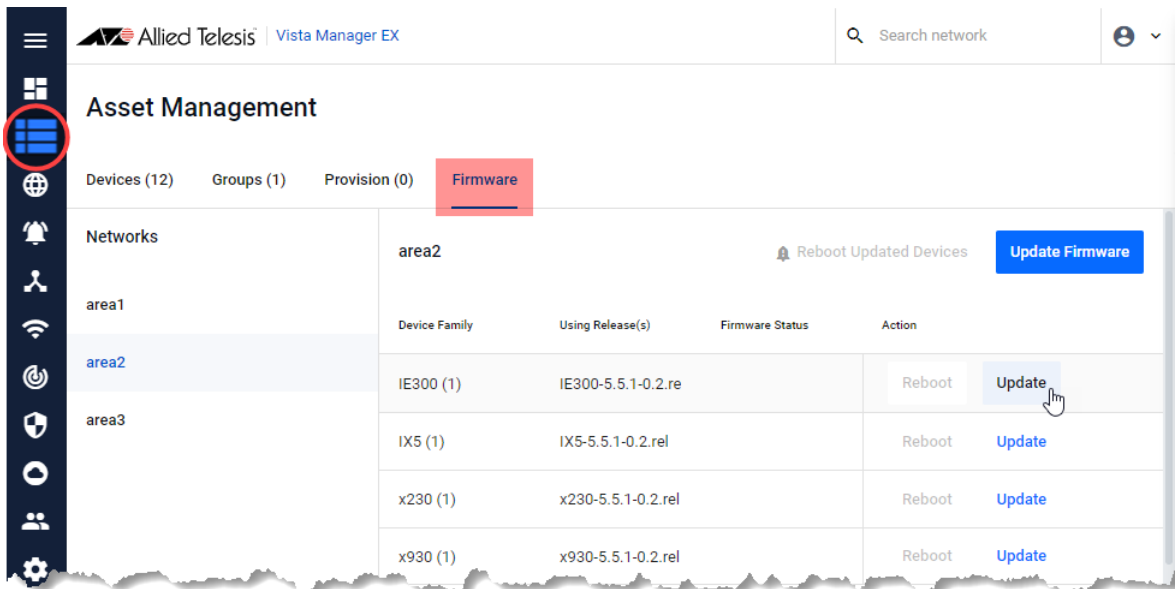 Allied Telesis Vista Manager EX Search network
Asset Management
Devices (12) Groups (1) Provision (0) Firmware
Networks
area1
area2
area3
area2 Reboot Updated Devices Update Firmware
Device Family Using Release(s) Firmware Status Action
IE300 (1) IE300-5.5.1-0.2.re Reboot Update
IX5 (1) IX5-5.5.1-0.2.rel Reboot Update
x230 (1) x230-5.5.1-0.2.rel Reboot Update
x930 (1) x930-5.5.1-0.2.rel Reboot Update